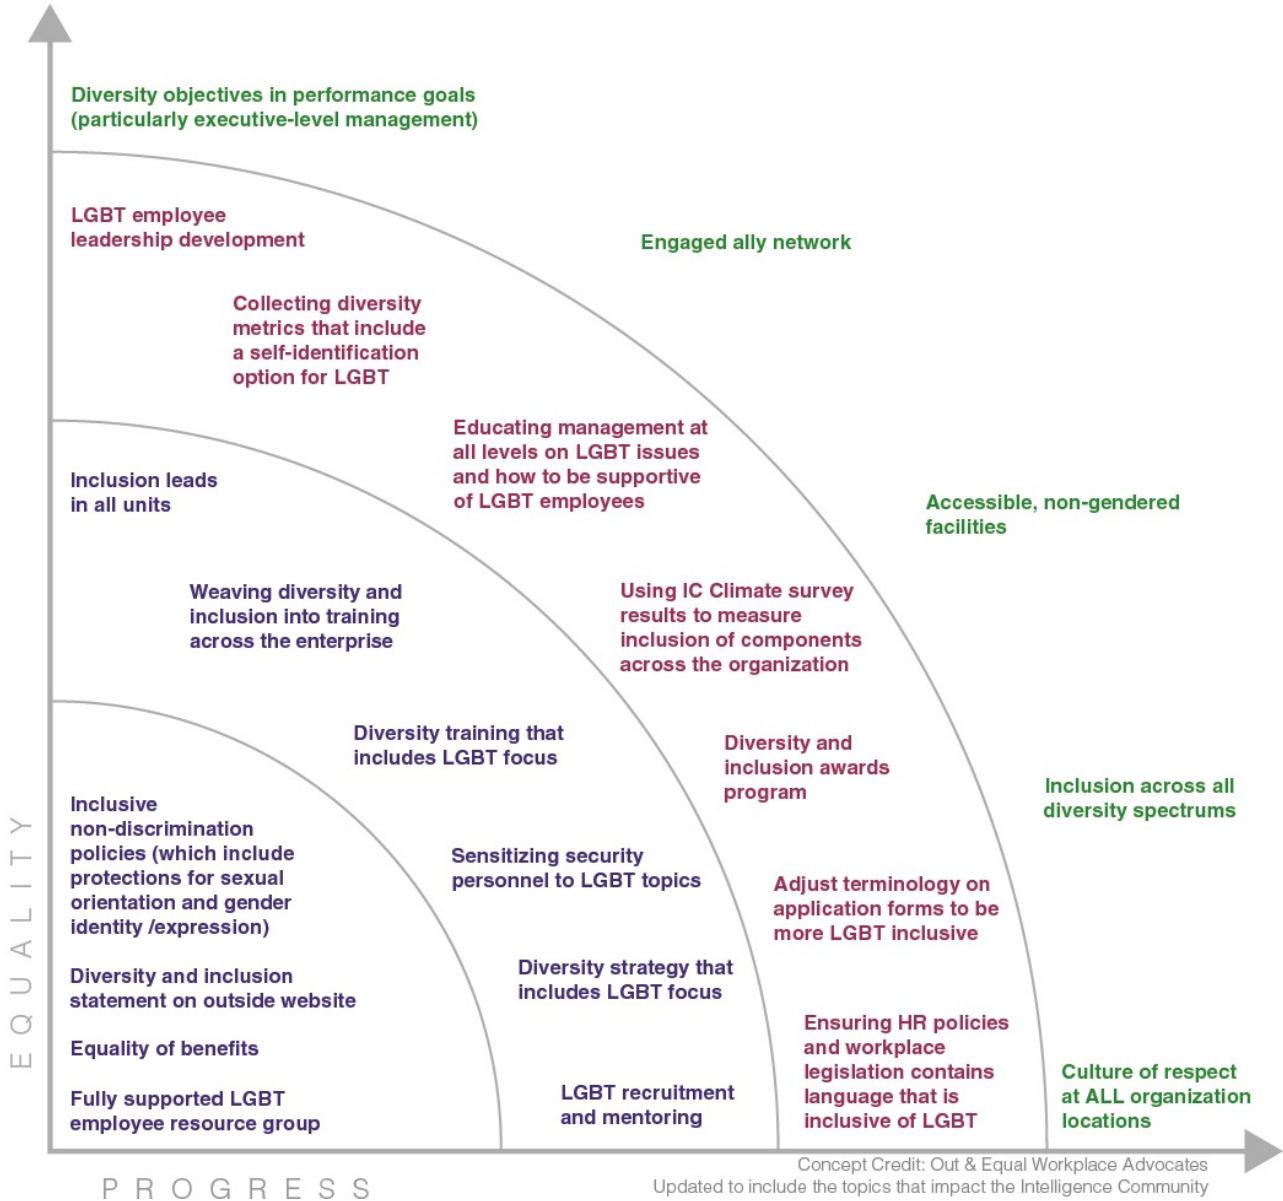 Diversity objectives in performance goals
(particularly executive-level management)
LGBT employee
leadership development
Engaged ally network
Collecting diversity
metrics that include
a self-identification
option for LGBT
Educating management at
all levels on LGBT issues
and how to be supportive
of LGBT employees
Inclusion leads
in all units
Accessible, non-gendered
facilities
Weaving diversity and
inclusion into training
across the enterprise
Using IC Climate survey
results to measure
inclusion of components
across the organization
Diversity training that
includes LGBT focus
Diversity and
inclusion awards
program
Inclusion across all
diversity spectrums
Inclusive
non-discrimination
policies (which include
protections for sexual
orientation and gender
identity /expression)
Sensitizing security
personnel to LGBT topics
Adjust terminology on
application forms to be
more LGBT inclusive
Diversity and inclusion
statement on outside website
Diversity strategy that
includes LGBT focus
Equality of benefits
Ensuring HR policies
and workplace
legislation contains
language that is
inclusive of LGBT
Fully supported LGBT
employee resource group
LGBT recruitment
and mentoring
Culture of respect
at ALL organization
locations
EQUALITY
PROGRESS
Concept Credit: Out & Equal Workplace Advocates
Updated to include the topics that impact the Intelligence Community